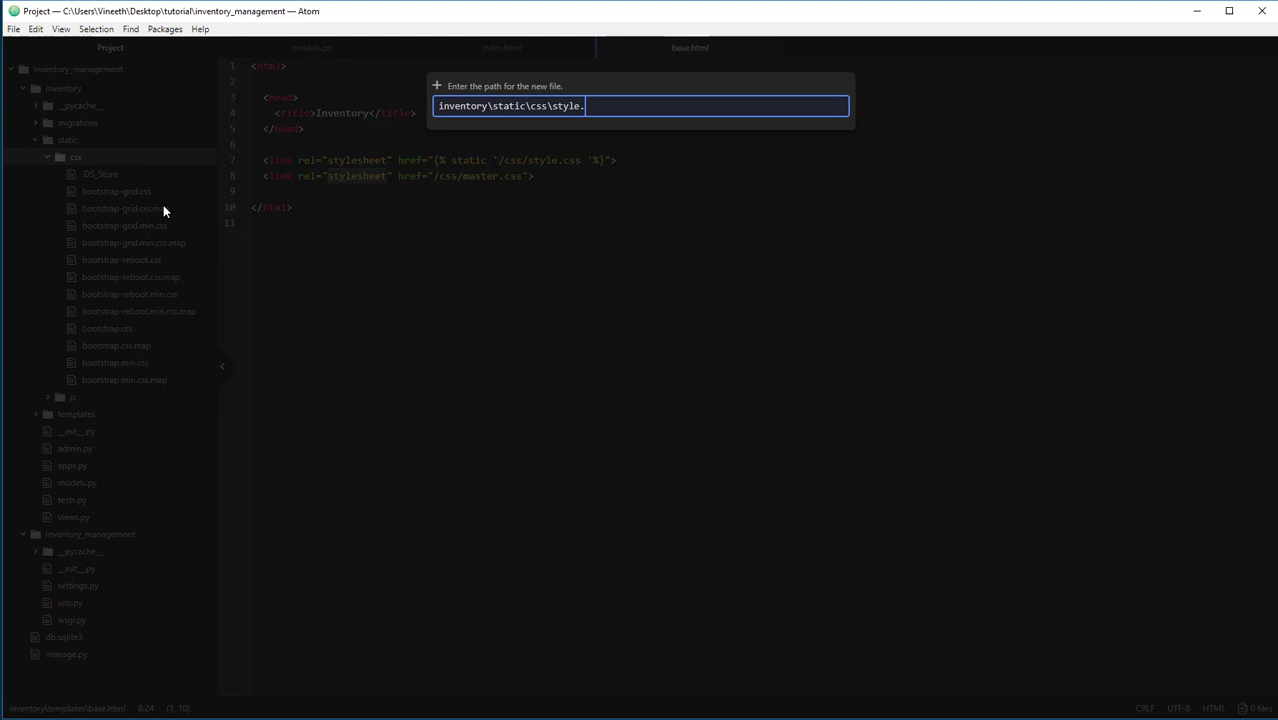 Project — C:\Users\Vineeth\Desktop\tutorial\inventory_management — Atom
File Edit View Selection Find Packages Help
Project
models.py
index.html
base.html
inventory_management
inventory
__pycache__
migrations
static
css
.DS_Store
bootstrap-grid.css
bootstrap-grid.css.map
bootstrap-grid.min.css
bootstrap-grid.min.css.map
bootstrap-reboot.css
bootstrap-reboot.css.map
bootstrap-reboot.min.css
bootstrap-reboot.min.css.map
bootstrap.css
bootstrap.css.map
bootstrap.min.css
bootstrap.min.css.map
js
templates
__init__.py
admin.py
apps.py
models.py
tests.py
views.py
inventory_management
__pycache__
__init__.py
settings.py
urls.py
wsgi.py
db.sqlite3
manage.py
Enter the path for the new file.
inventory\static\css\style.
1 <html>
2
3 <head>
4 <title>Inventory</title>
5 </head>
6
7 <link rel="stylesheet" href="{% static '/css/style.css '%}">
8 <link rel="stylesheet" href="/css/master.css">
9
10 </html>
11
inventory\templates\base.html 8:24 (1, 10)
CRLF UTF-8 HTML 0 files